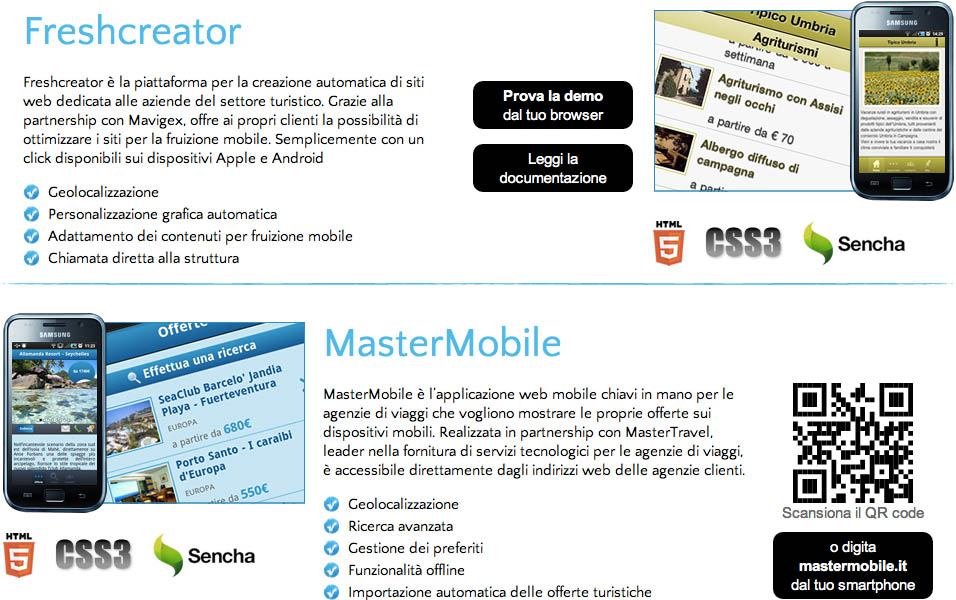 Freshcreator
Freshcreator è la piattaforma per la creazione automatica di siti
web dedicata alle aziende del settore turistico. Grazie alla
partnership con Mavigex, offre ai propri clienti la possibilità di
ottimizzare i siti per la fruizione mobile. Semplicemente con un
click disponibili sui dispositivi Apple e Android
Geolocalizzazione
Personalizzazione grafica automatica
Adattamento dei contenuti per fruizione mobile
Chiamata diretta alla struttura
Prova la demo
dal tuo browser
Leggi la
documentazione
Tipico Umbria
Agriturismi
settimana
Agriturismo con Assisi
negli occhi
a partire da € 70
Albergo diffuso di
campagna
a parti
SAMSUNG
Tipico Umbria
HTML
5
CSS3
Sencha
SAMSUNG
Allamanda Resort – Seychelles
Offerte
Effettua una ricerca
SeaClub Barcelo' Jandia
Playa - Fuerteventura
EUROPA
a partire da 680€
Porto Santo - I caraibi
d'Europa
EUROPA
a partire da 550€
HTML
5
CSS3
Sencha
MasterMobile
MasterMobile è l'applicazione web mobile chiavi in mano per le
agenzie di viaggi che vogliono mostrare le proprie offerte sui
dispositivi mobili. Realizzata in partnership con MasterTravel,
leader nella fornitura di servizi tecnologici per le agenzie di viaggi,
è accessibile direttamente dagli indirizzi web delle agenzie clienti.
Geolocalizzazione
Ricerca avanzata
Gestione dei preferiti
Funzionalità offline
Importazione automatica delle offerte turistiche
Scansiona il QR code
o digita
mastermobile.it
dal tuo smartphone